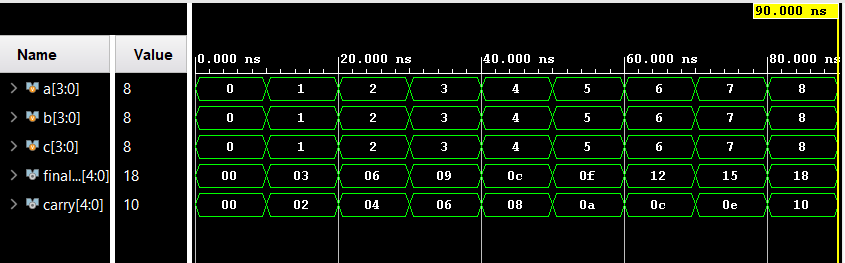 90.000 ns
Name Value 0.000 ns 20.000 ns 40.000 ns 60.000 ns 80.000 ns
a[3:0] 8 0 1 2 3 4 5 6 7 8
b[3:0] 8 0 1 2 3 4 5 6 7 8
c[3:0] 8 0 1 2 3 4 5 6 7 8
final...[4:0] 18 00 03 06 09 0c 0f 12 15 18
carry[4:0] 10 00 02 04 06 08 0a 0c 0e 10